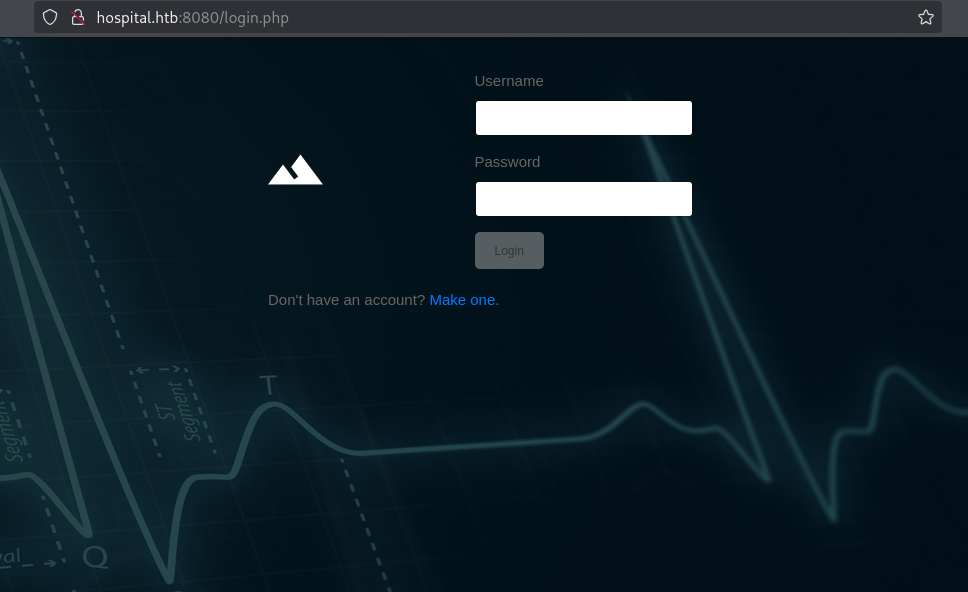 hospital.htb:8080/login.php
Username
Password
Login
Don't have an account? Make one.
T
ST
Segment
Segment
Q
val